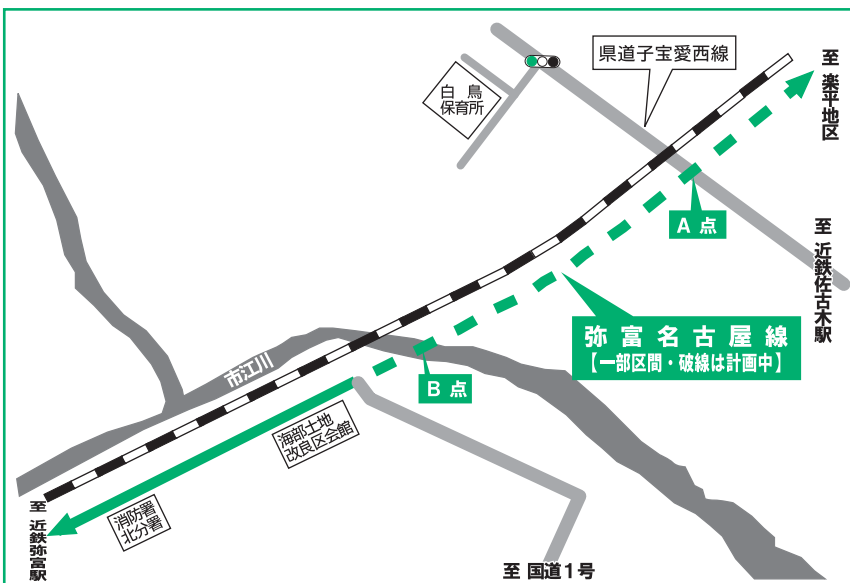 県道子宝愛西線
至 楽平地区
白鳥
保育所
A 点
至 近鉄佐古木駅
弥富名古屋線
【一部区間・破線は計画中】
市江川
B 点
海部土地
改良区会館
消防署
北分署
至 近鉄弥富駅
至 国道1号